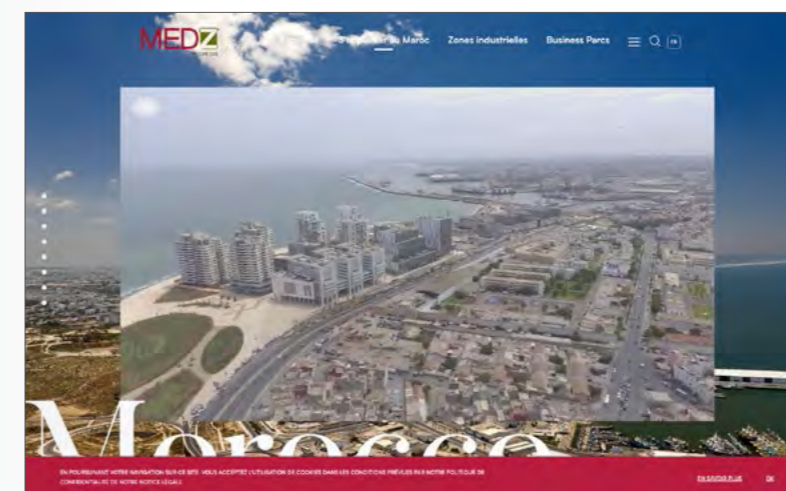 MEDZ
Maroc
Zones industrielles
Business Parcs
FR
Morocco
EN POURSUIVANT VOTRE NAVIGATION SUR CE SITE, VOUS ACCEPTEZ L'UTILISATION DE COOKIES DANS LES CONDITIONS PRÉVUES PAR NOTRE POLITIQUE DE
CONFIDENTIALITÉ DE NOTRE NOTICE LÉGALE
EN SAVOIR PLUS
OK